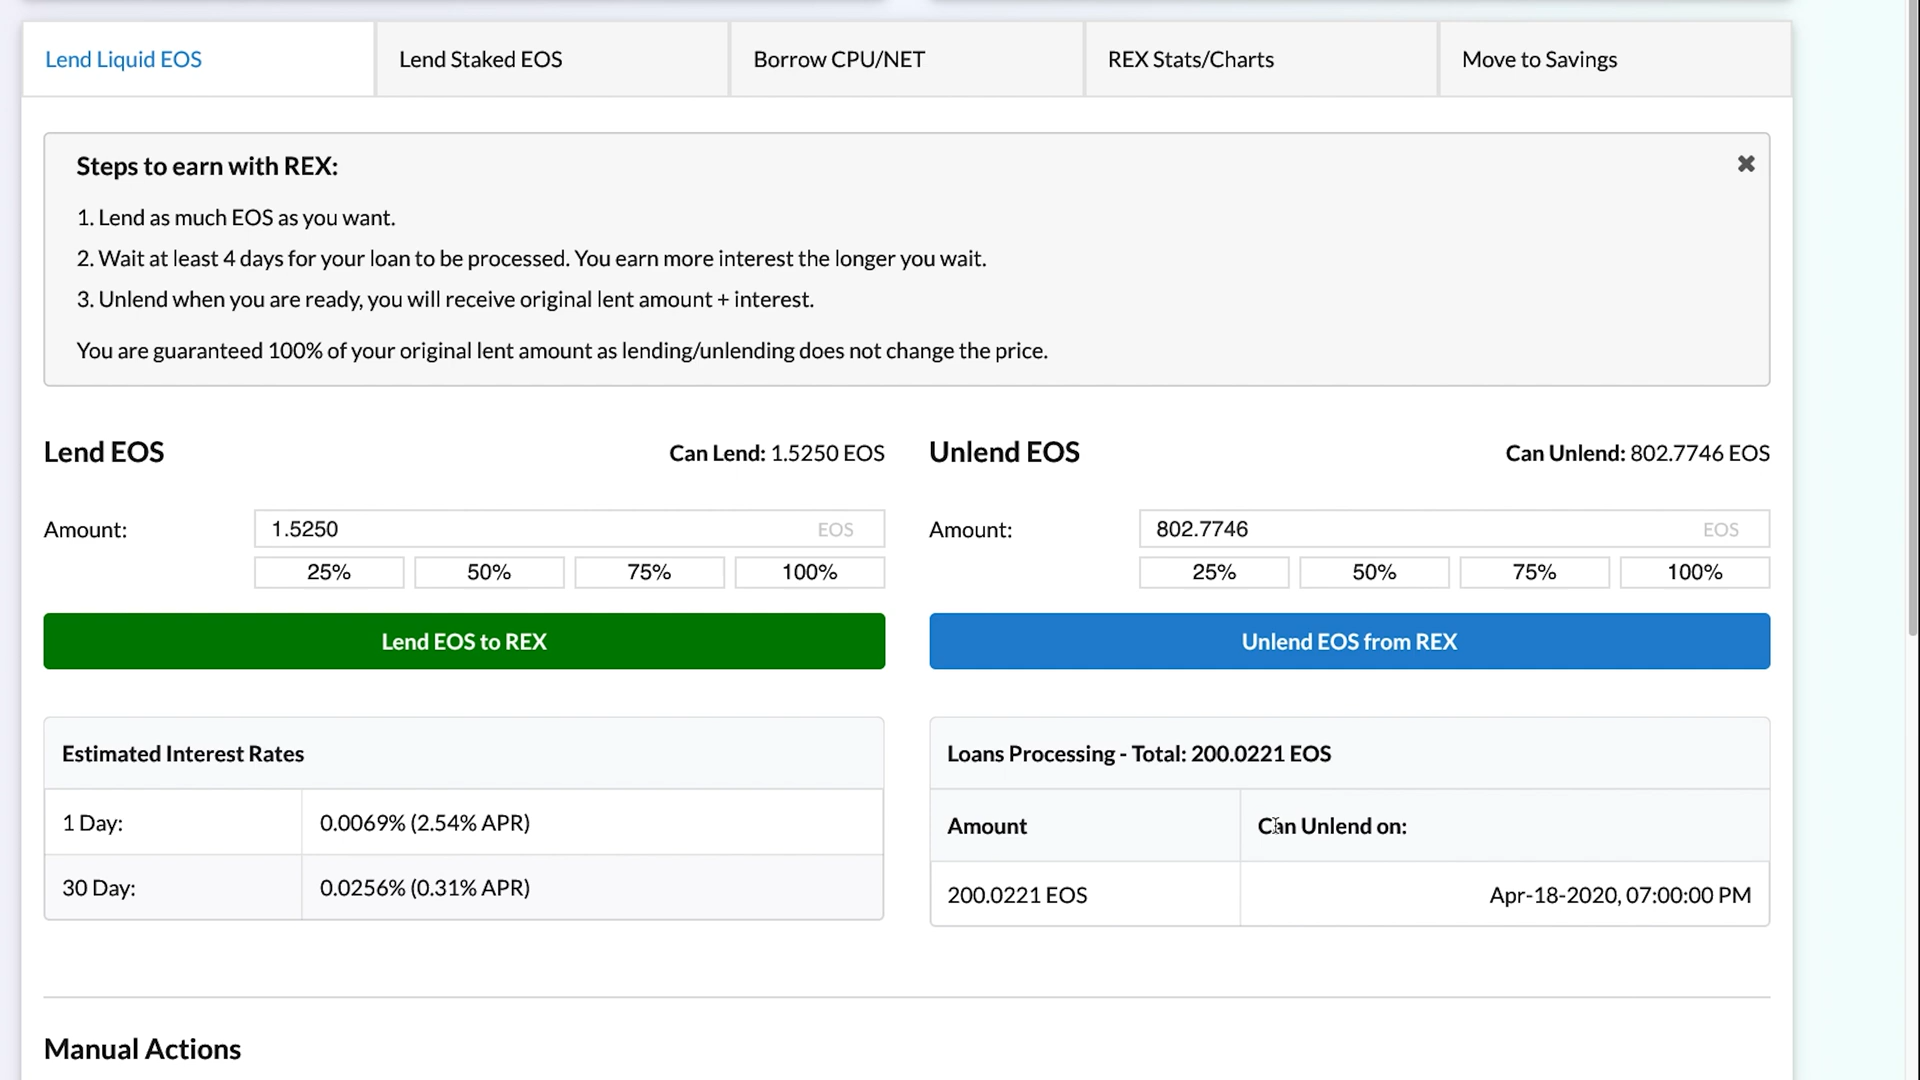 Lend Liquid EOS
Lend Staked EOS
Borrow CPU/NET
REX Stats/Charts
Move to Savings
Steps to earn with REX:
1. Lend as much EOS as you want.
2. Wait at least 4 days for your loan to be processed. You earn more interest the longer you wait.
3. Unlend when you are ready, you will receive original lent amount + interest.
You are guaranteed 100% of your original lent amount as lending/unlending does not change the price.
Lend EOS
Can Lend: 1.5250 EOS
Amount:
1.5250
EOS
25%
50%
75%
100%
Lend EOS to REX
Unlend EOS
Can Unlend: 802.7746 EOS
Amount:
802.7746
EOS
25%
50%
75%
100%
Unlend EOS from REX
Estimated Interest Rates
1 Day:
0.0069% (2.54% APR)
30 Day:
0.0256% (0.31% APR)
Loans Processing - Total: 200.0221 EOS
Amount
Can Unlend on:
200.0221 EOS
Apr-18-2020, 07:00:00 PM
Manual Actions